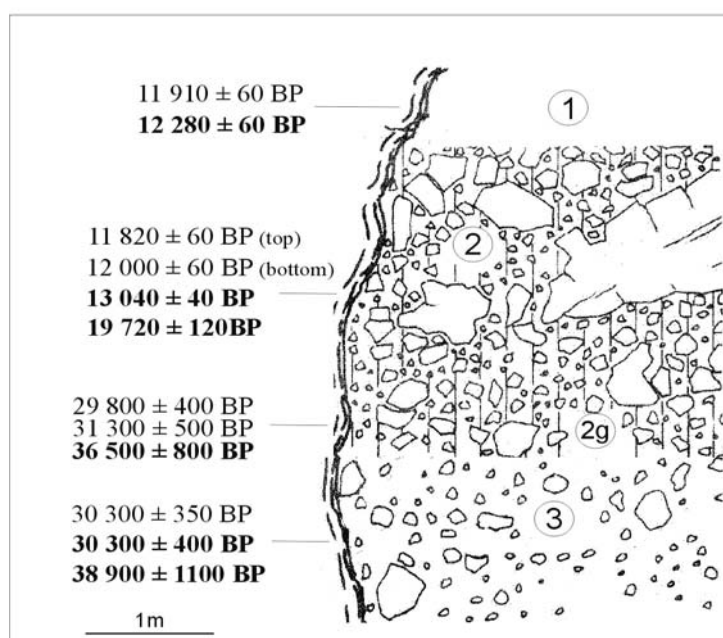 11 910 ± 60 BP
12 280 ± 60 BP
1
11 820 ± 60 BP (top)
12 000 ± 60 BP (bottom)
13 040 ± 40 BP
19 720 ± 120BP
2
29 800 ± 400 BP
31 300 ± 500 BP
36 500 ± 800 BP
2g
30 300 ± 350 BP
30 300 ± 400 BP
38 900 ± 1100 BP
3
1m